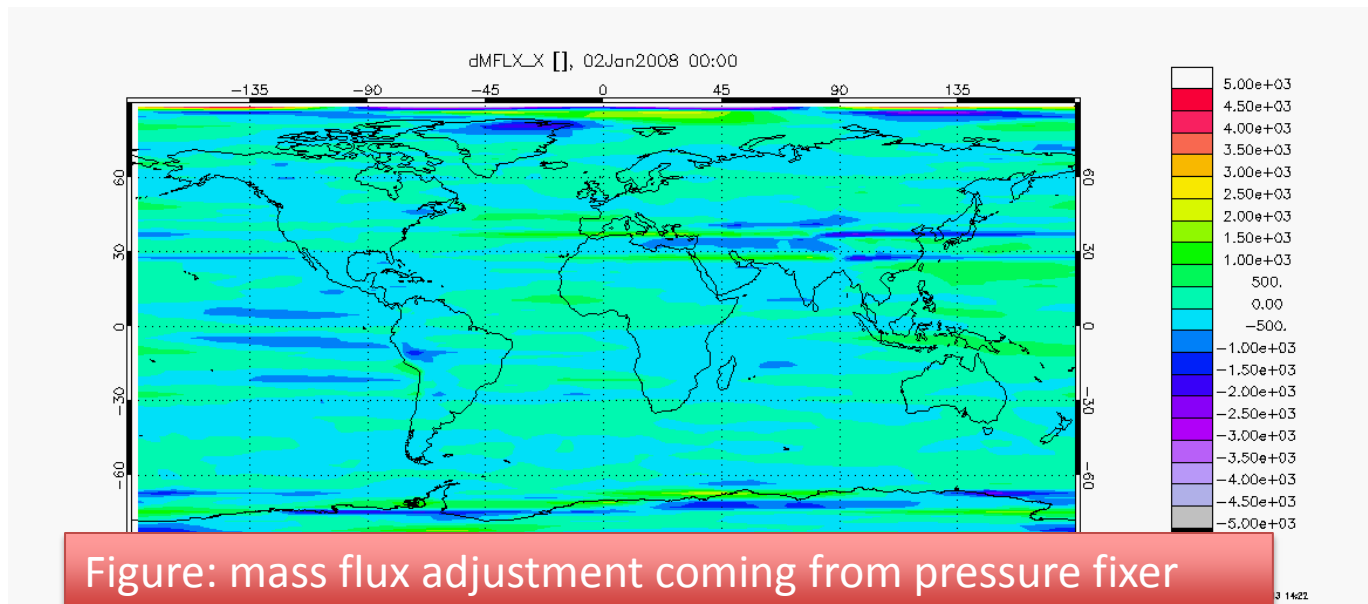 dMFLX_X [], 02Jan2008 00:00
−135 −90 −45 0 45 90 135
60 60
30 30
0 0
−30 −30
−60 −60
5.00e+03
4.50e+03
4.00e+03
3.50e+03
3.00e+03
2.50e+03
2.00e+03
1.50e+03
1.00e+03
500.
0.00
−500.
−1.00e+03
−1.50e+03
−2.00e+03
−2.50e+03
−3.00e+03
−3.50e+03
−4.00e+03
−4.50e+03
−5.00e+03
Figure: mass flux adjustment coming from pressure fixer
3 14:22